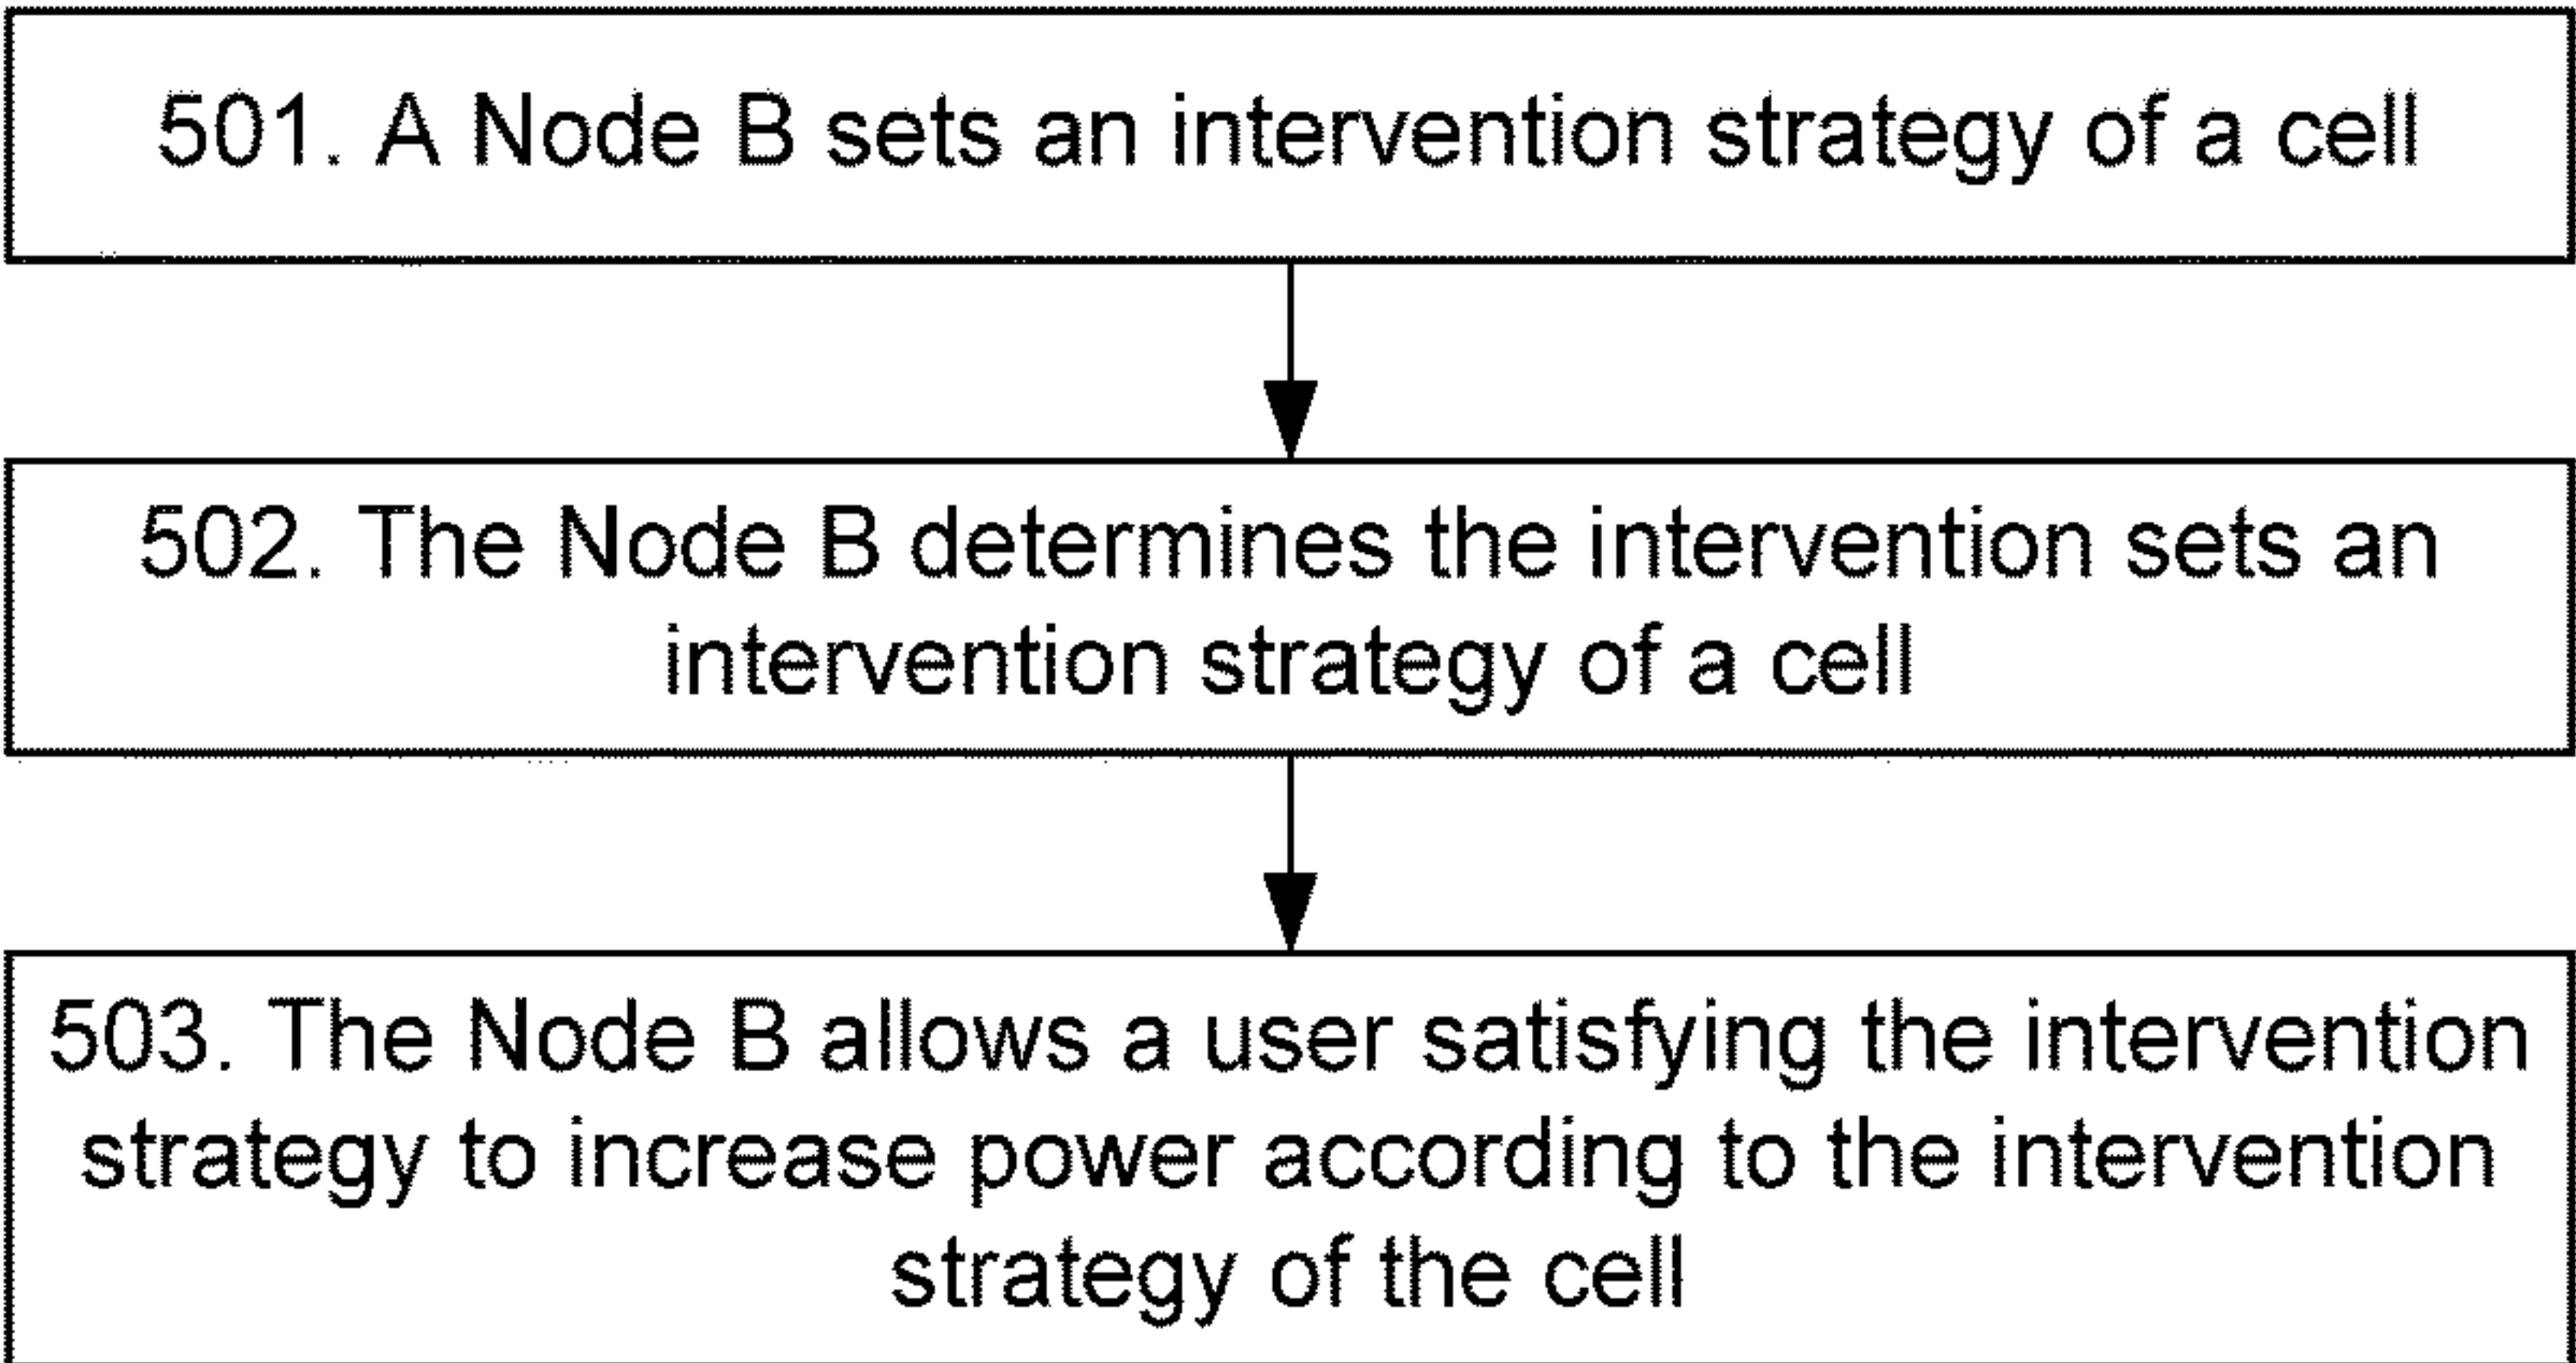 501. A Node B sets an intervention strategy of a cell
502. The Node B determines the intervention sets an
intervention strategy of a cell
503. The Node B allows a user satisfying the intervention
strategy to increase power according to the intervention
strategy of the cell